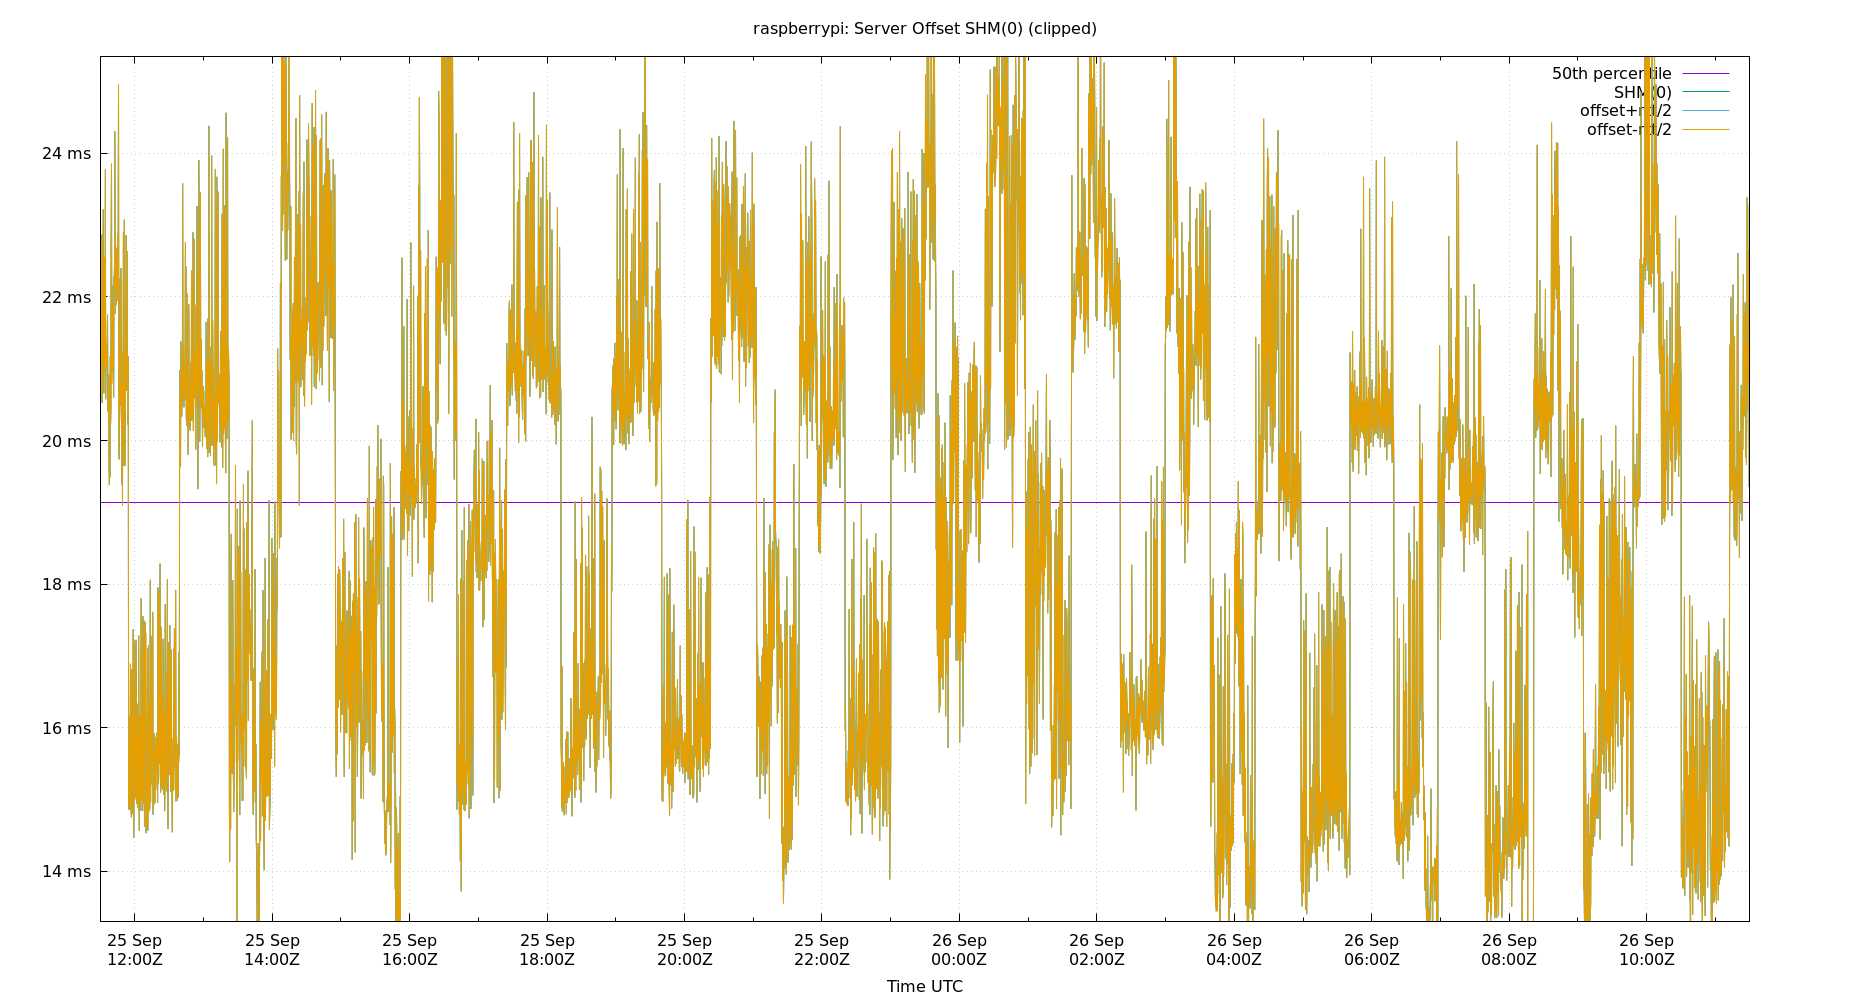 raspberrypi: Server Offset SHM(0) (clipped)
50th percentile
SHM(0)
offset+rtt/2
offset-rtt/2
24 ms
22 ms
20 ms
18 ms
16 ms
14 ms
25 Sep 25 Sep 25 Sep 25 Sep 25 Sep 25 Sep 26 Sep 26 Sep 26 Sep 26 Sep 26 Sep 26 Sep
12:00Z 14:00Z 16:00Z 18:00Z 20:00Z 22:00Z 00:00Z 02:00Z 04:00Z 06:00Z 08:00Z 10:00Z
Time UTC